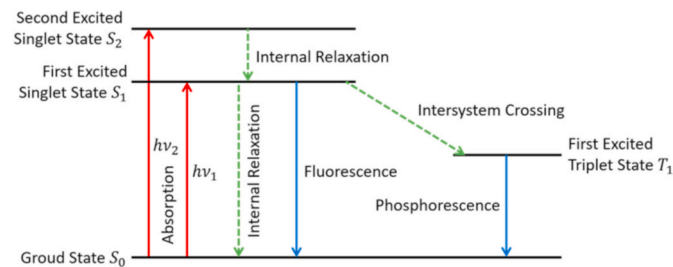 Second Excited
Singlet State S₂
Internal Relaxation
First Excited
Singlet State S₁
Intersystem Crossing
First Excited
Triplet State T₁
hν₂
hν₁
Absorption
Internal Relaxation
Fluorescence
Phosphorescence
Groud State S₀